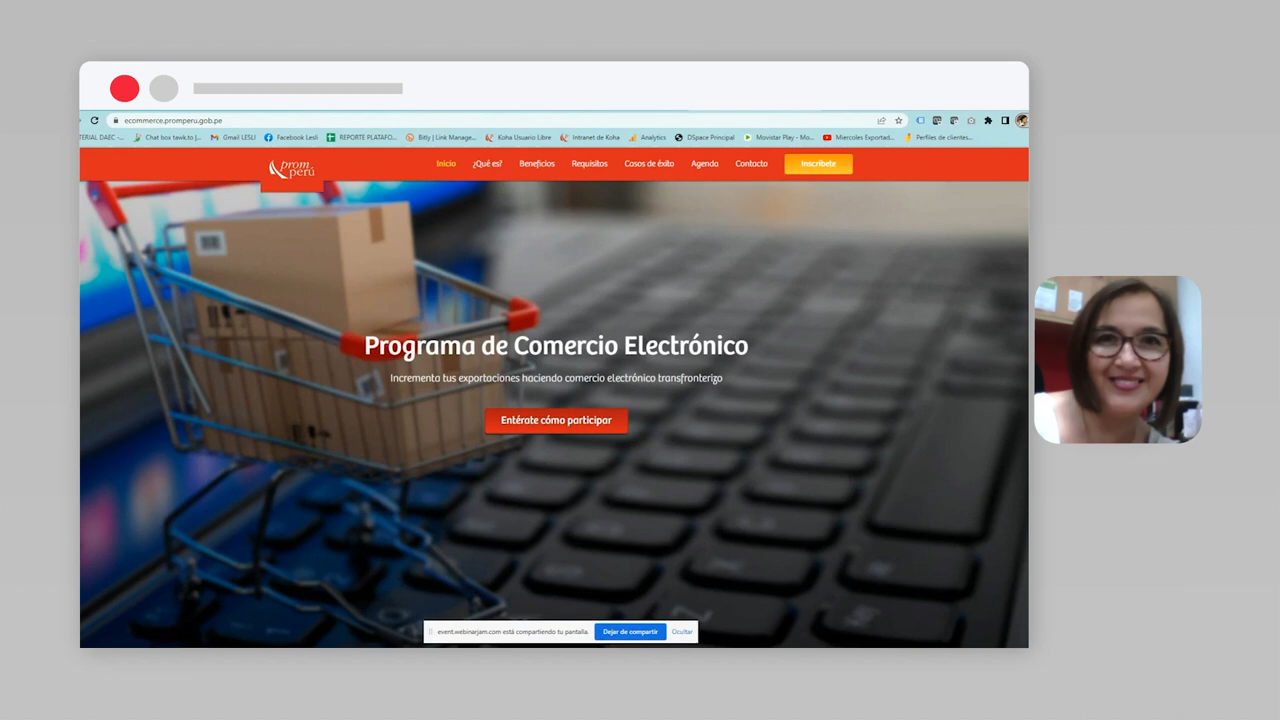 ecommerce.promperu.gob.pe
TERIAL DAEC -...
Chat box tawk.to |...
Gmail LESLI
Facebook Lesli
REPORTE PLATAFO...
Bitly | Link Manage...
Koha Usuario Libre
Intranet de Koha
Analytics
DSpace Principal
Movistar Play - Mo...
Miercoles Exportad...
Perfiles de clientes...
prom
perú
Inicio
¿Qué es?
Beneficios
Requisitos
Casos de éxito
Agenda
Contacto
Inscríbete
Programa de Comercio Electrónico
Incrementa tus exportaciones haciendo comercio electrónico transfronterizo
Entérate cómo participar
event.webinarjam.com está compartiendo tu pantalla.
Dejar de compartir
Ocultar